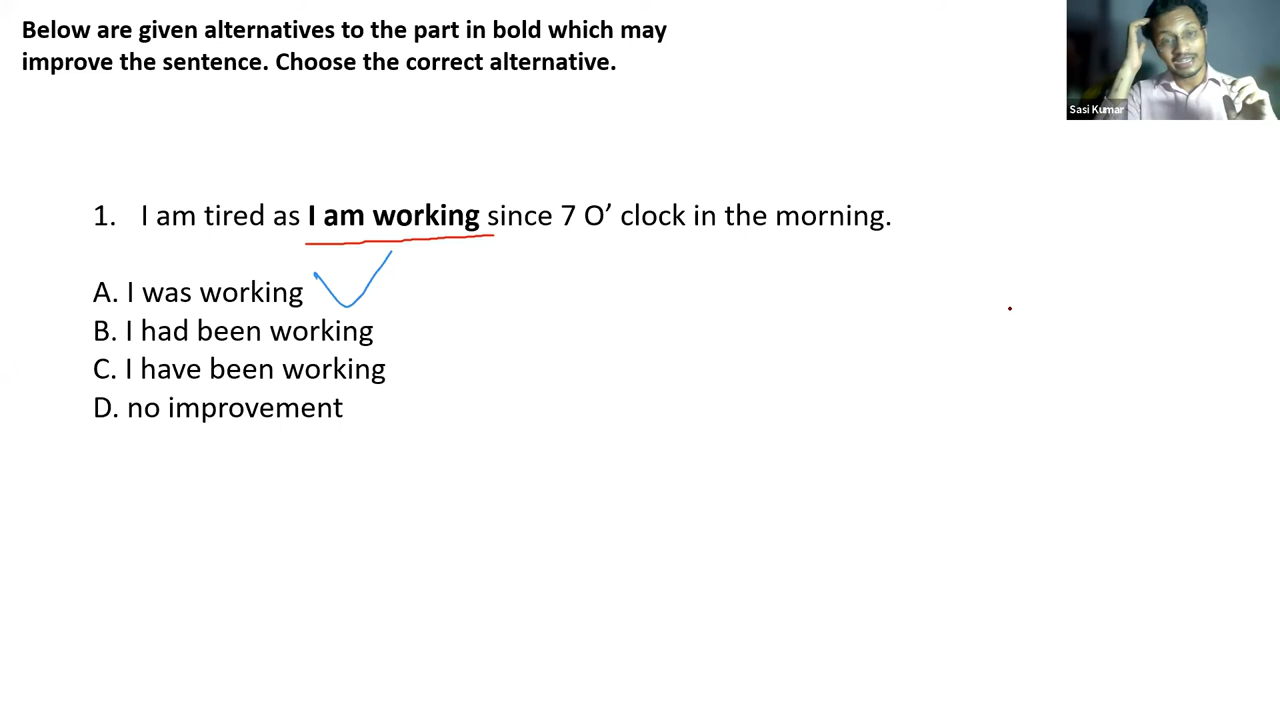 Below are given alternatives to the part in bold which may
improve the sentence. Choose the correct alternative.
Sasi Kumar
1. I am tired as I am working since 7 O’ clock in the morning.
A. I was working
B. I had been working
C. I have been working
D. no improvement